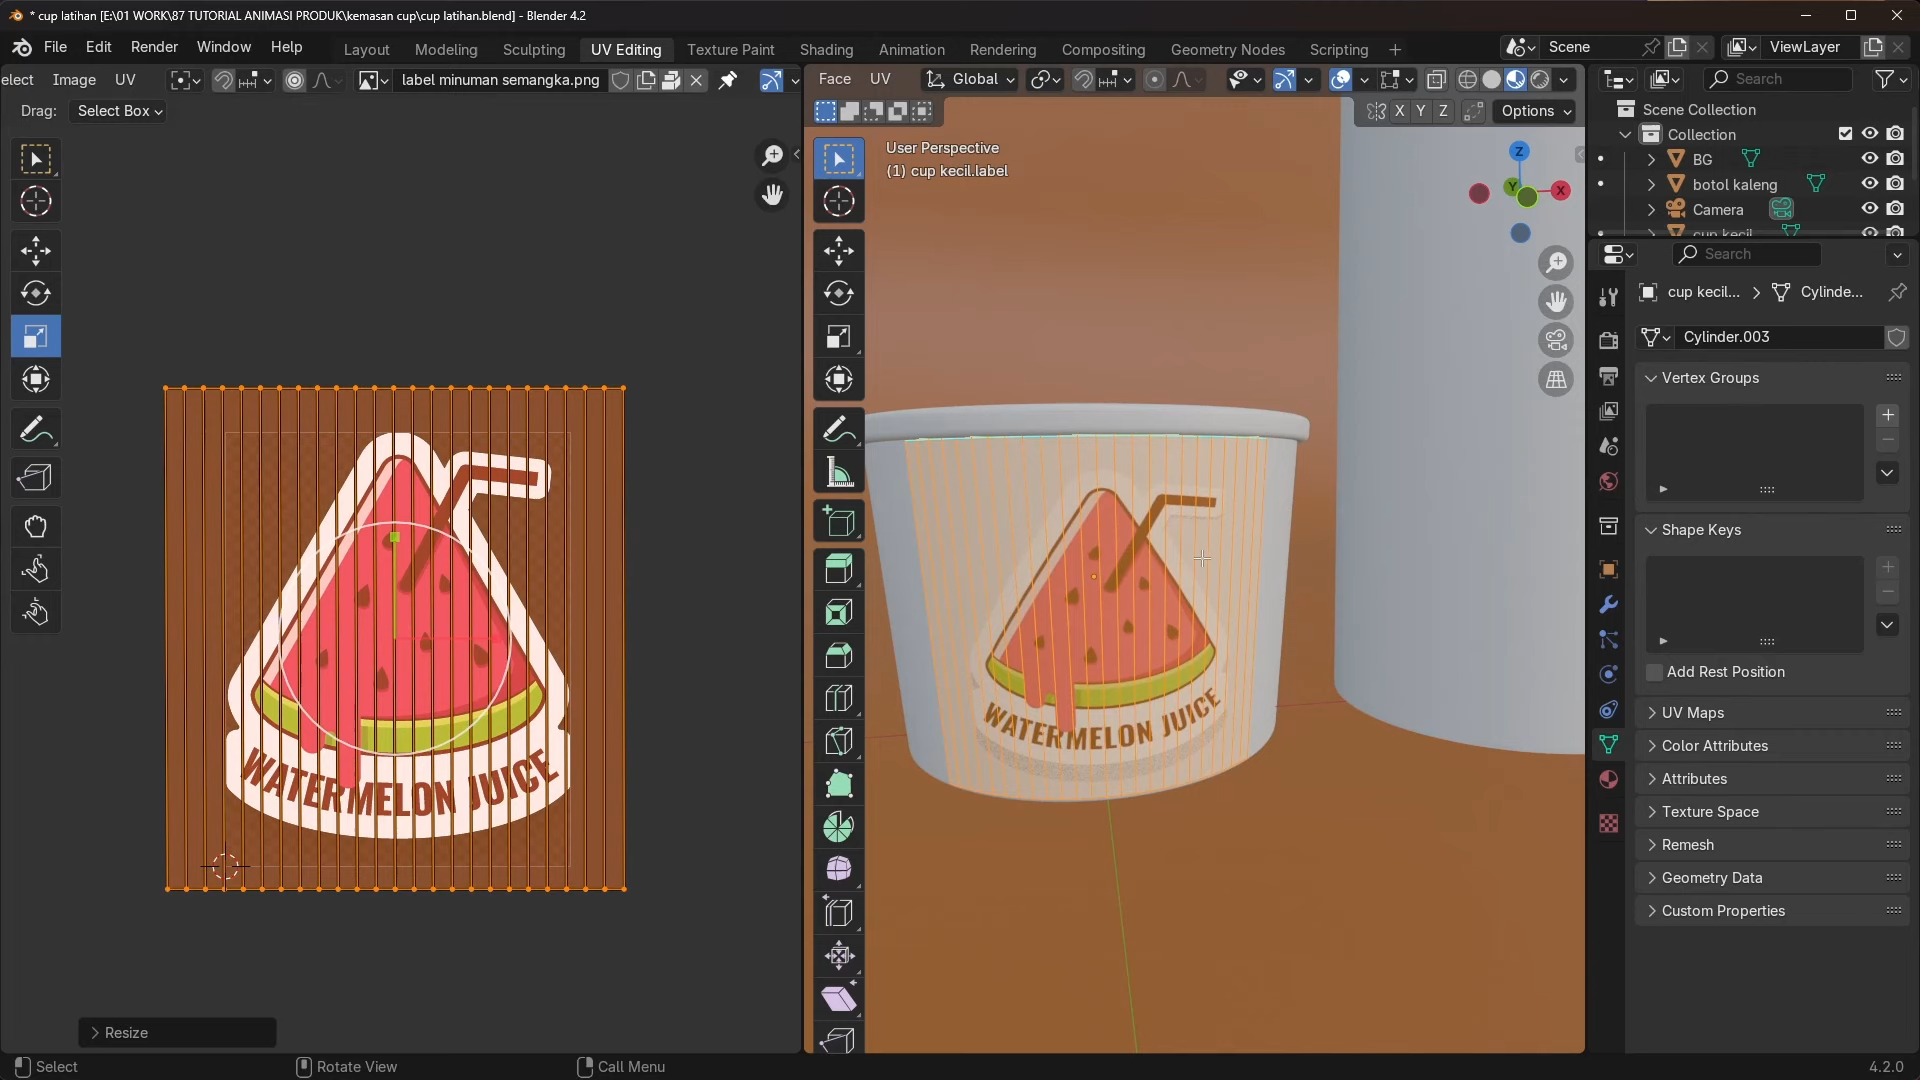 * cup latihan [E:\01 WORK\87 TUTORIAL ANIMASI PRODUK\kemasan cup\cup latihan.blend] - Blender 4.2
File Edit Render Window Help
Layout Modeling Sculpting UV Editing Texture Paint Shading Animation Rendering Compositing Geometry Nodes Scripting +
Scene
ViewLayer
elect Image UV
label minuman semangka.png
Face UV
Global
Search
Drag: Select Box
X Y Z
Options
Scene Collection
Collection
BG
botol kaleng
Camera
cup kecil
User Perspective
(1) cup kecil.label
Z
Y
X
Search
cup kecil... > Cylinde...
Cylinder.003
Vertex Groups
Shape Keys
Add Rest Position
UV Maps
Color Attributes
Attributes
Texture Space
Remesh
Geometry Data
Custom Properties
WATERMELON JUICE
WATERMELON JUICE
Resize
Select
Rotate View
Call Menu
4.2.0